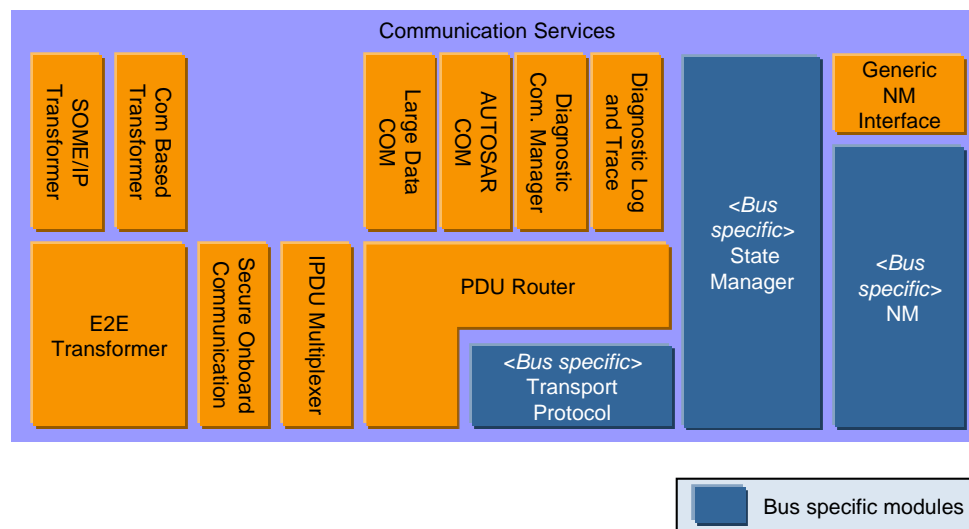 Communication Services
SOME/IP
Transformer
Com Based
Transformer
Large Data
COM
AUTOSAR
COM
Diagnostic
Com. Manager
Diagnostic Log
and Trace
<Bus
specific>
State
Manager
Generic
NM
Interface
E2E
Transformer
Secure Onboard
Communication
IPDU Multiplexer
PDU Router
<Bus specific>
Transport
Protocol
<Bus
specific>
NM
Bus specific modules